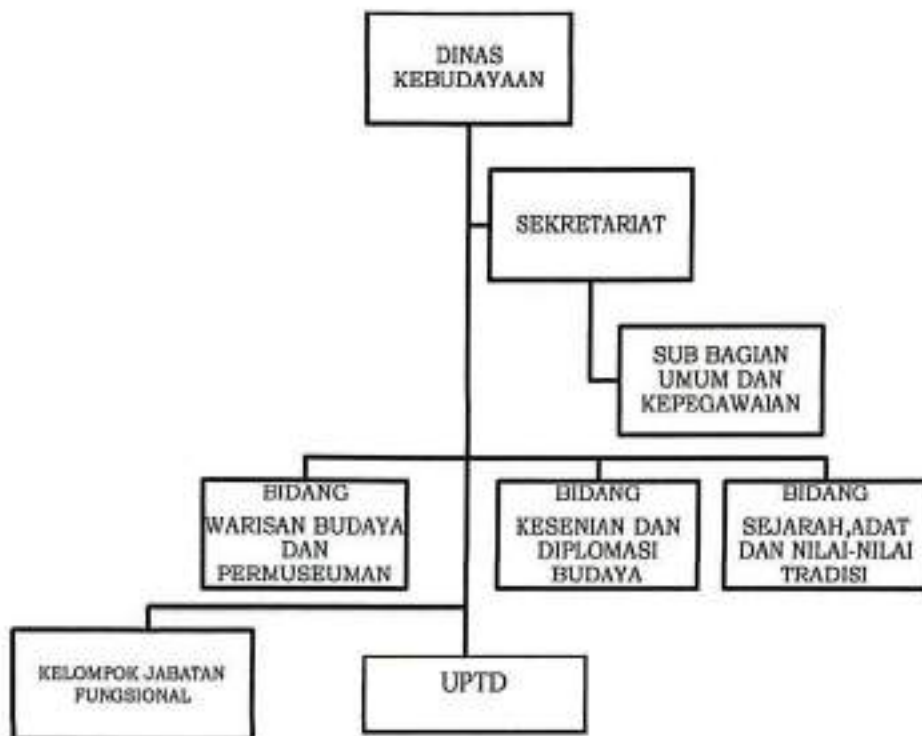 DINAS
KEBUDAYAAN
SEKRETARIAT
SUB BAGIAN
UMUM DAN
KEPEGAWAIAN
BIDANG
WARISAN BUDAYA
DAN
PERMUSEUMAN
BIDANG
KESENIAN DAN
DIPLOMASI
BUDAYA
BIDANG
SEJARAH,ADAT
DAN NILAI-NILAI
TRADISI
KELOMPOK JABATAN
FUNGSIONAL
UPTD